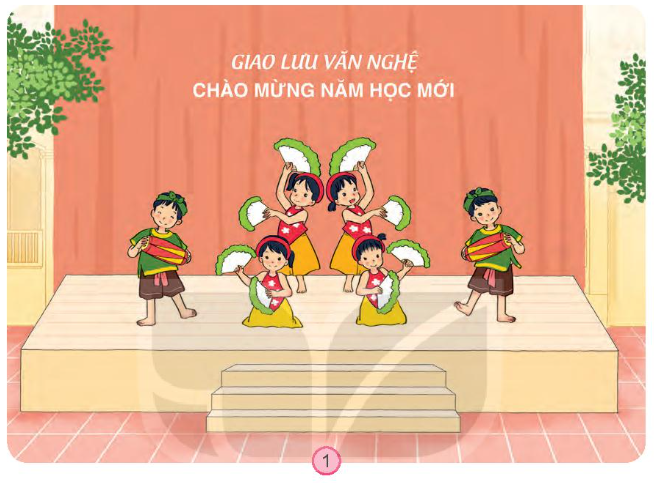 GIAO LƯU VĂN NGHỆ
CHÀO MỪNG NĂM HỌC MỚI
1